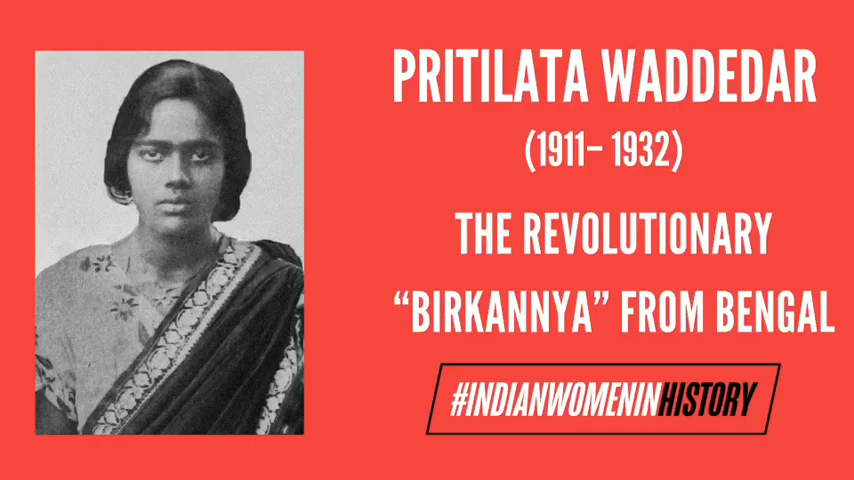 PRITILATA WADDEDAR
(1911– 1932)
THE REVOLUTIONARY
“BIRKANNYA” FROM BENGAL
#INDIANWOMENINHISTORY